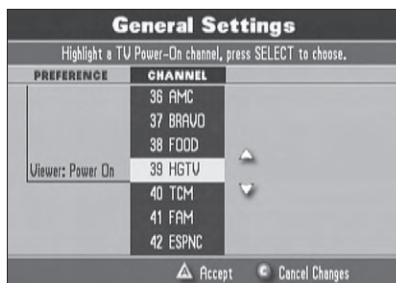 General Settings
Highlight a TV Power-On channel, press SELECT to choose.
PREFERENCE CHANNEL
36 AMC
37 BRAVO
38 FOOD
Viewer: Power On 39 HGTV
40 TCM
41 FAM
42 ESPNC
A Accept C Cancel Changes